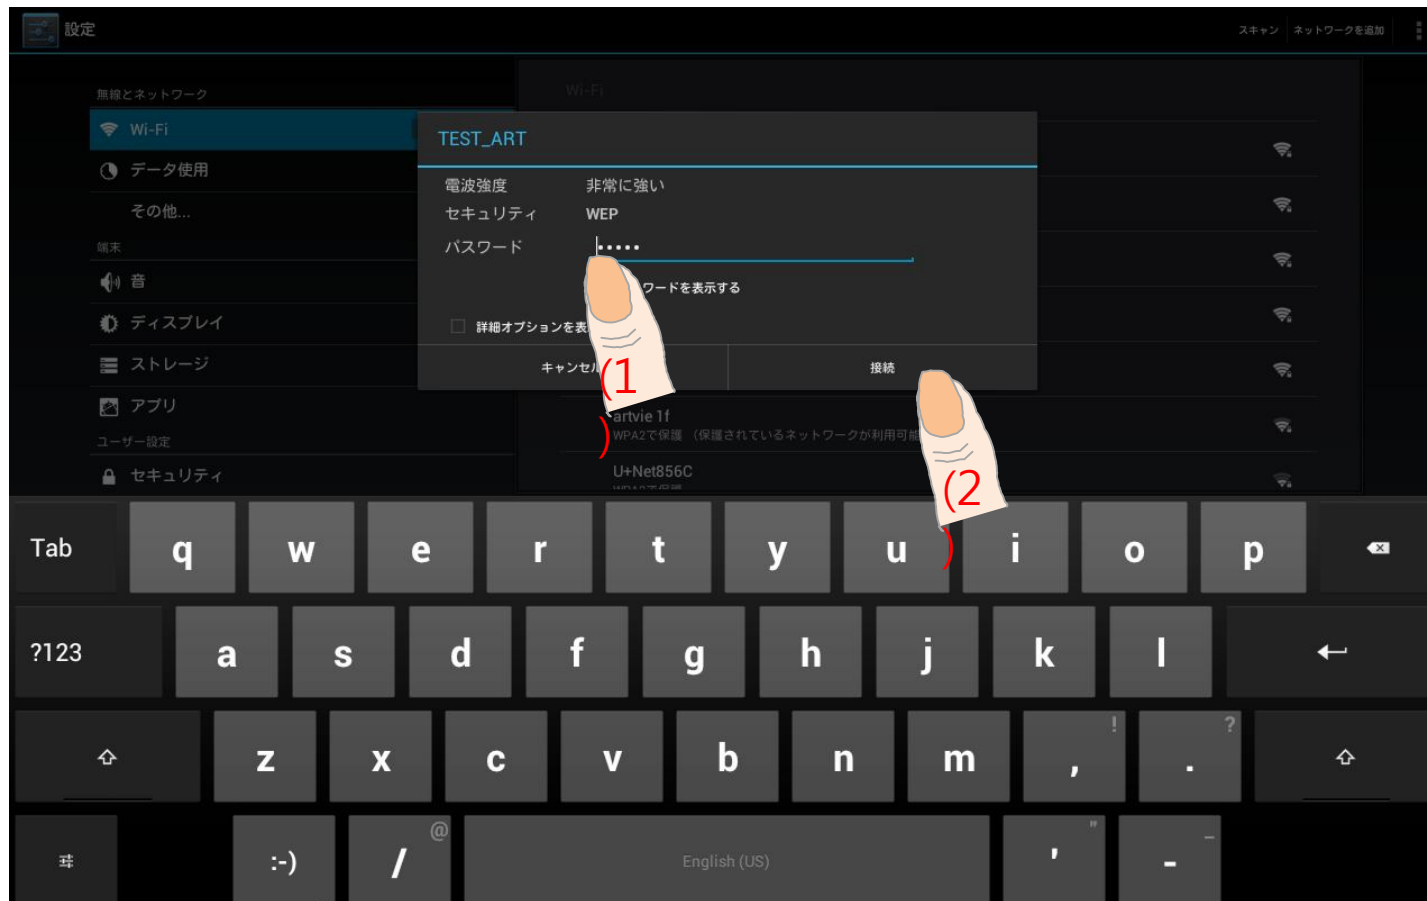 設定
スキャン
ネットワークを追加
無線とネットワーク
Wi-Fi
データ使用
その他...
端末
音
ディスプレイ
ストレージ
アプリ
ユーザー設定
セキュリティ
Wi-Fi
TEST_ART
電波強度 非常に強い
セキュリティ WEP
パスワード •••••
ワードを表示する
詳細オプションを表
キャンセル
接続
(1)
(2)
artvie 1f
WPA2で保護 （保護されているネットワークが利用可能
U+Net856C
WPA2で保護
Tab q w e r t y u i o p
?123 a s d f g h j k l
z x c v b n m , ! . ?
:-) / @ English (US) ' " - _